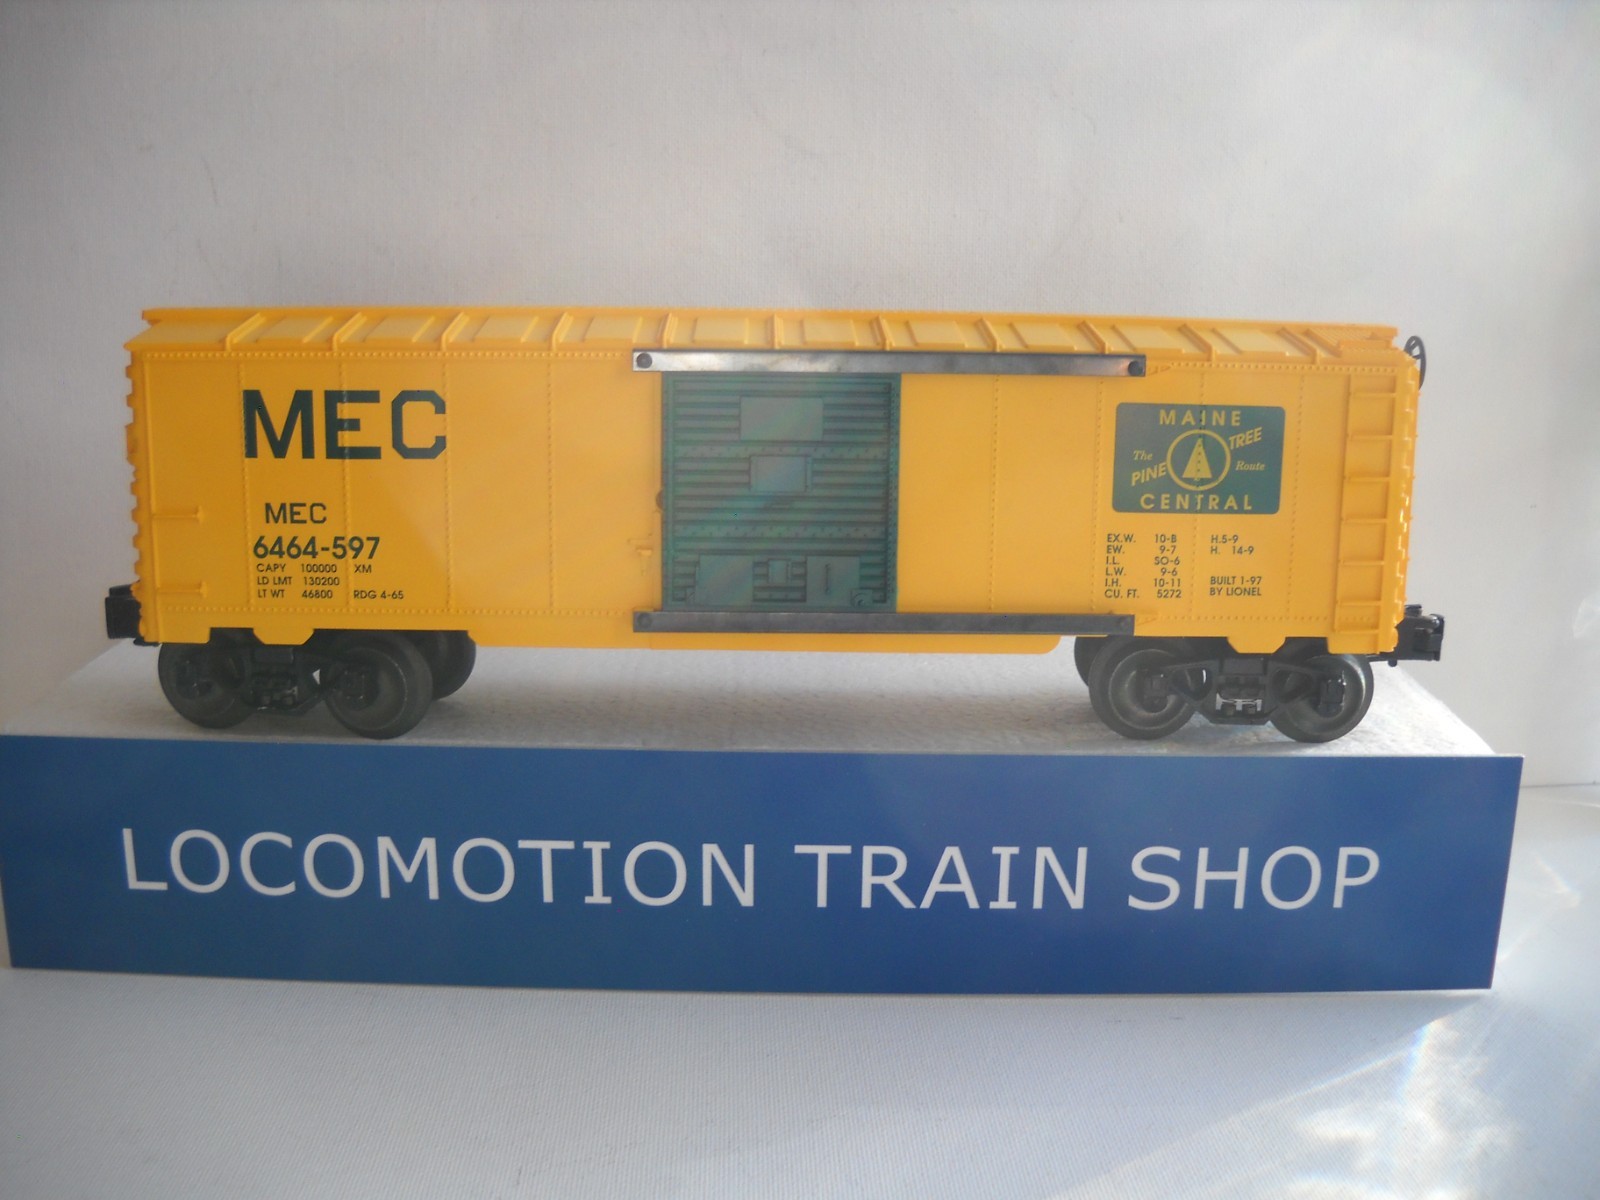 MEC
MEC
6464-597
CAPY 100000 XM
LD LMT 130200
LT WT 46800 RDG 4-65
MAINE
The PINE TREE Route
CENTRAL
EX.W. 10-8 H.5-9
EW. 9-7 H. 14-9
I.L. SO-6
L.W. 9-6
I.H. 10-11 BUILT 1-97
CU. FT. 5272 BY LIONEL
LOCOMOTION TRAIN SHOP